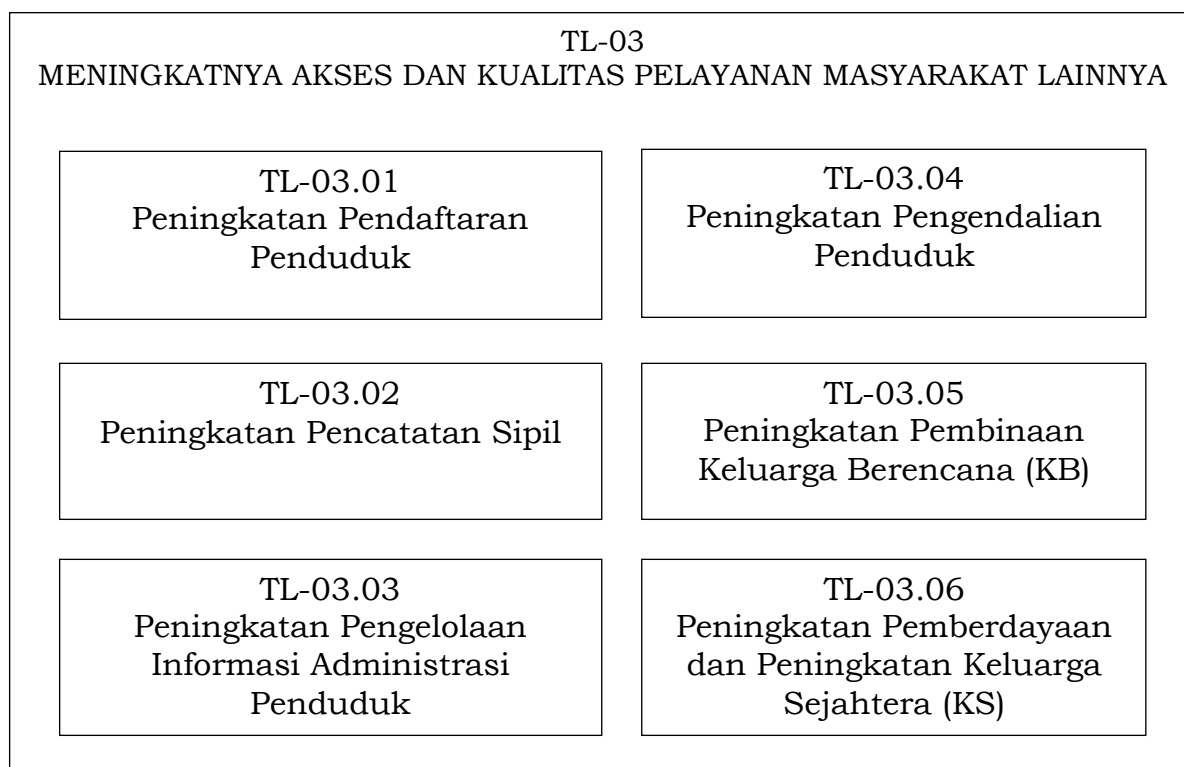 TL-03
MENINGKATNYA AKSES DAN KUALITAS PELAYANAN MASYARAKAT LAINNYA
TL-03.01
Peningkatan Pendaftaran
Penduduk
TL-03.02
Peningkatan Pencatatan Sipil
TL-03.03
Peningkatan Pengelolaan
Informasi Administrasi
Penduduk
TL-03.04
Peningkatan Pengendalian
Penduduk
TL-03.05
Peningkatan Pembinaan
Keluarga Berencana (KB)
TL-03.06
Peningkatan Pemberdayaan
dan Peningkatan Keluarga
Sejahtera (KS)